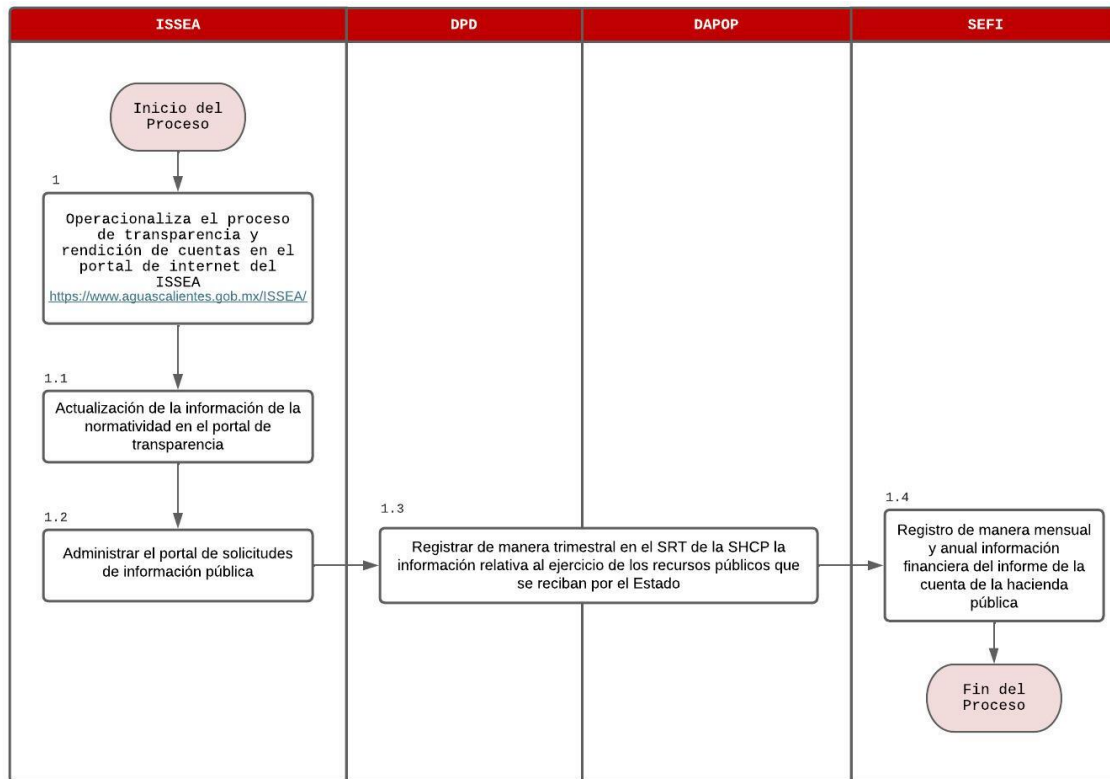 ISSEA
DPD
DAPOP
SEFI
Inicio del
Proceso
1
Operacionaliza el proceso
de transparencia y
rendición de cuentas en el
portal de internet del
ISSEA
https://www.aguascalientes.gob.mx/ISSEA/
1.1
Actualización de la información de la
normatividad en el portal de
transparencia
1.2
Administrar el portal de solicitudes
de información pública
1.3
Registrar de manera trimestral en el SRT de la SHCP la
información relativa al ejercicio de los recursos públicos que
se reciban por el Estado
1.4
Registro de manera mensual
y anual información
financiera del informe de la
cuenta de la hacienda
pública
Fin del
Proceso